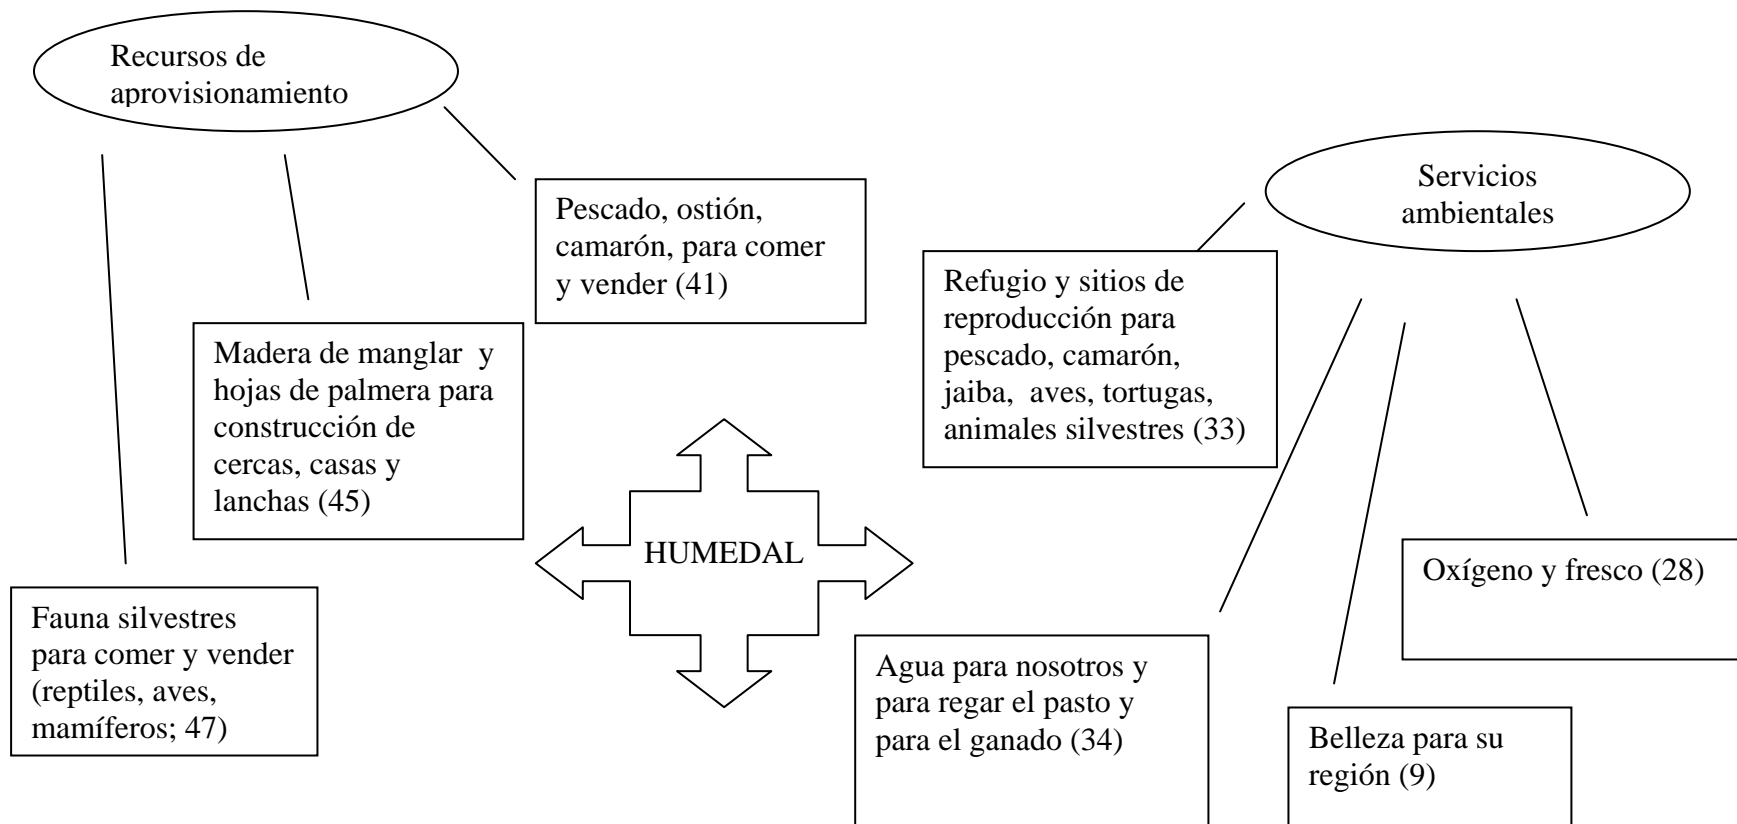 Recursos de
aprovisionamiento
Pescado, ostión,
camarón, para comer
y vender (41)
Madera de manglar y
hojas de palmera para
construcción de
cercas, casas y
lanchas (45)
Fauna silvestres
para comer y vender
(reptiles, aves,
mamíferos; 47)
HUMEDAL
Servicios
ambientales
Refugio y sitios de
reproducción para
pescado, camarón,
jaiba, aves, tortugas,
animales silvestres (33)
Agua para nosotros y
para regar el pasto y
para el ganado (34)
Belleza para su
región (9)
Oxígeno y fresco (28)